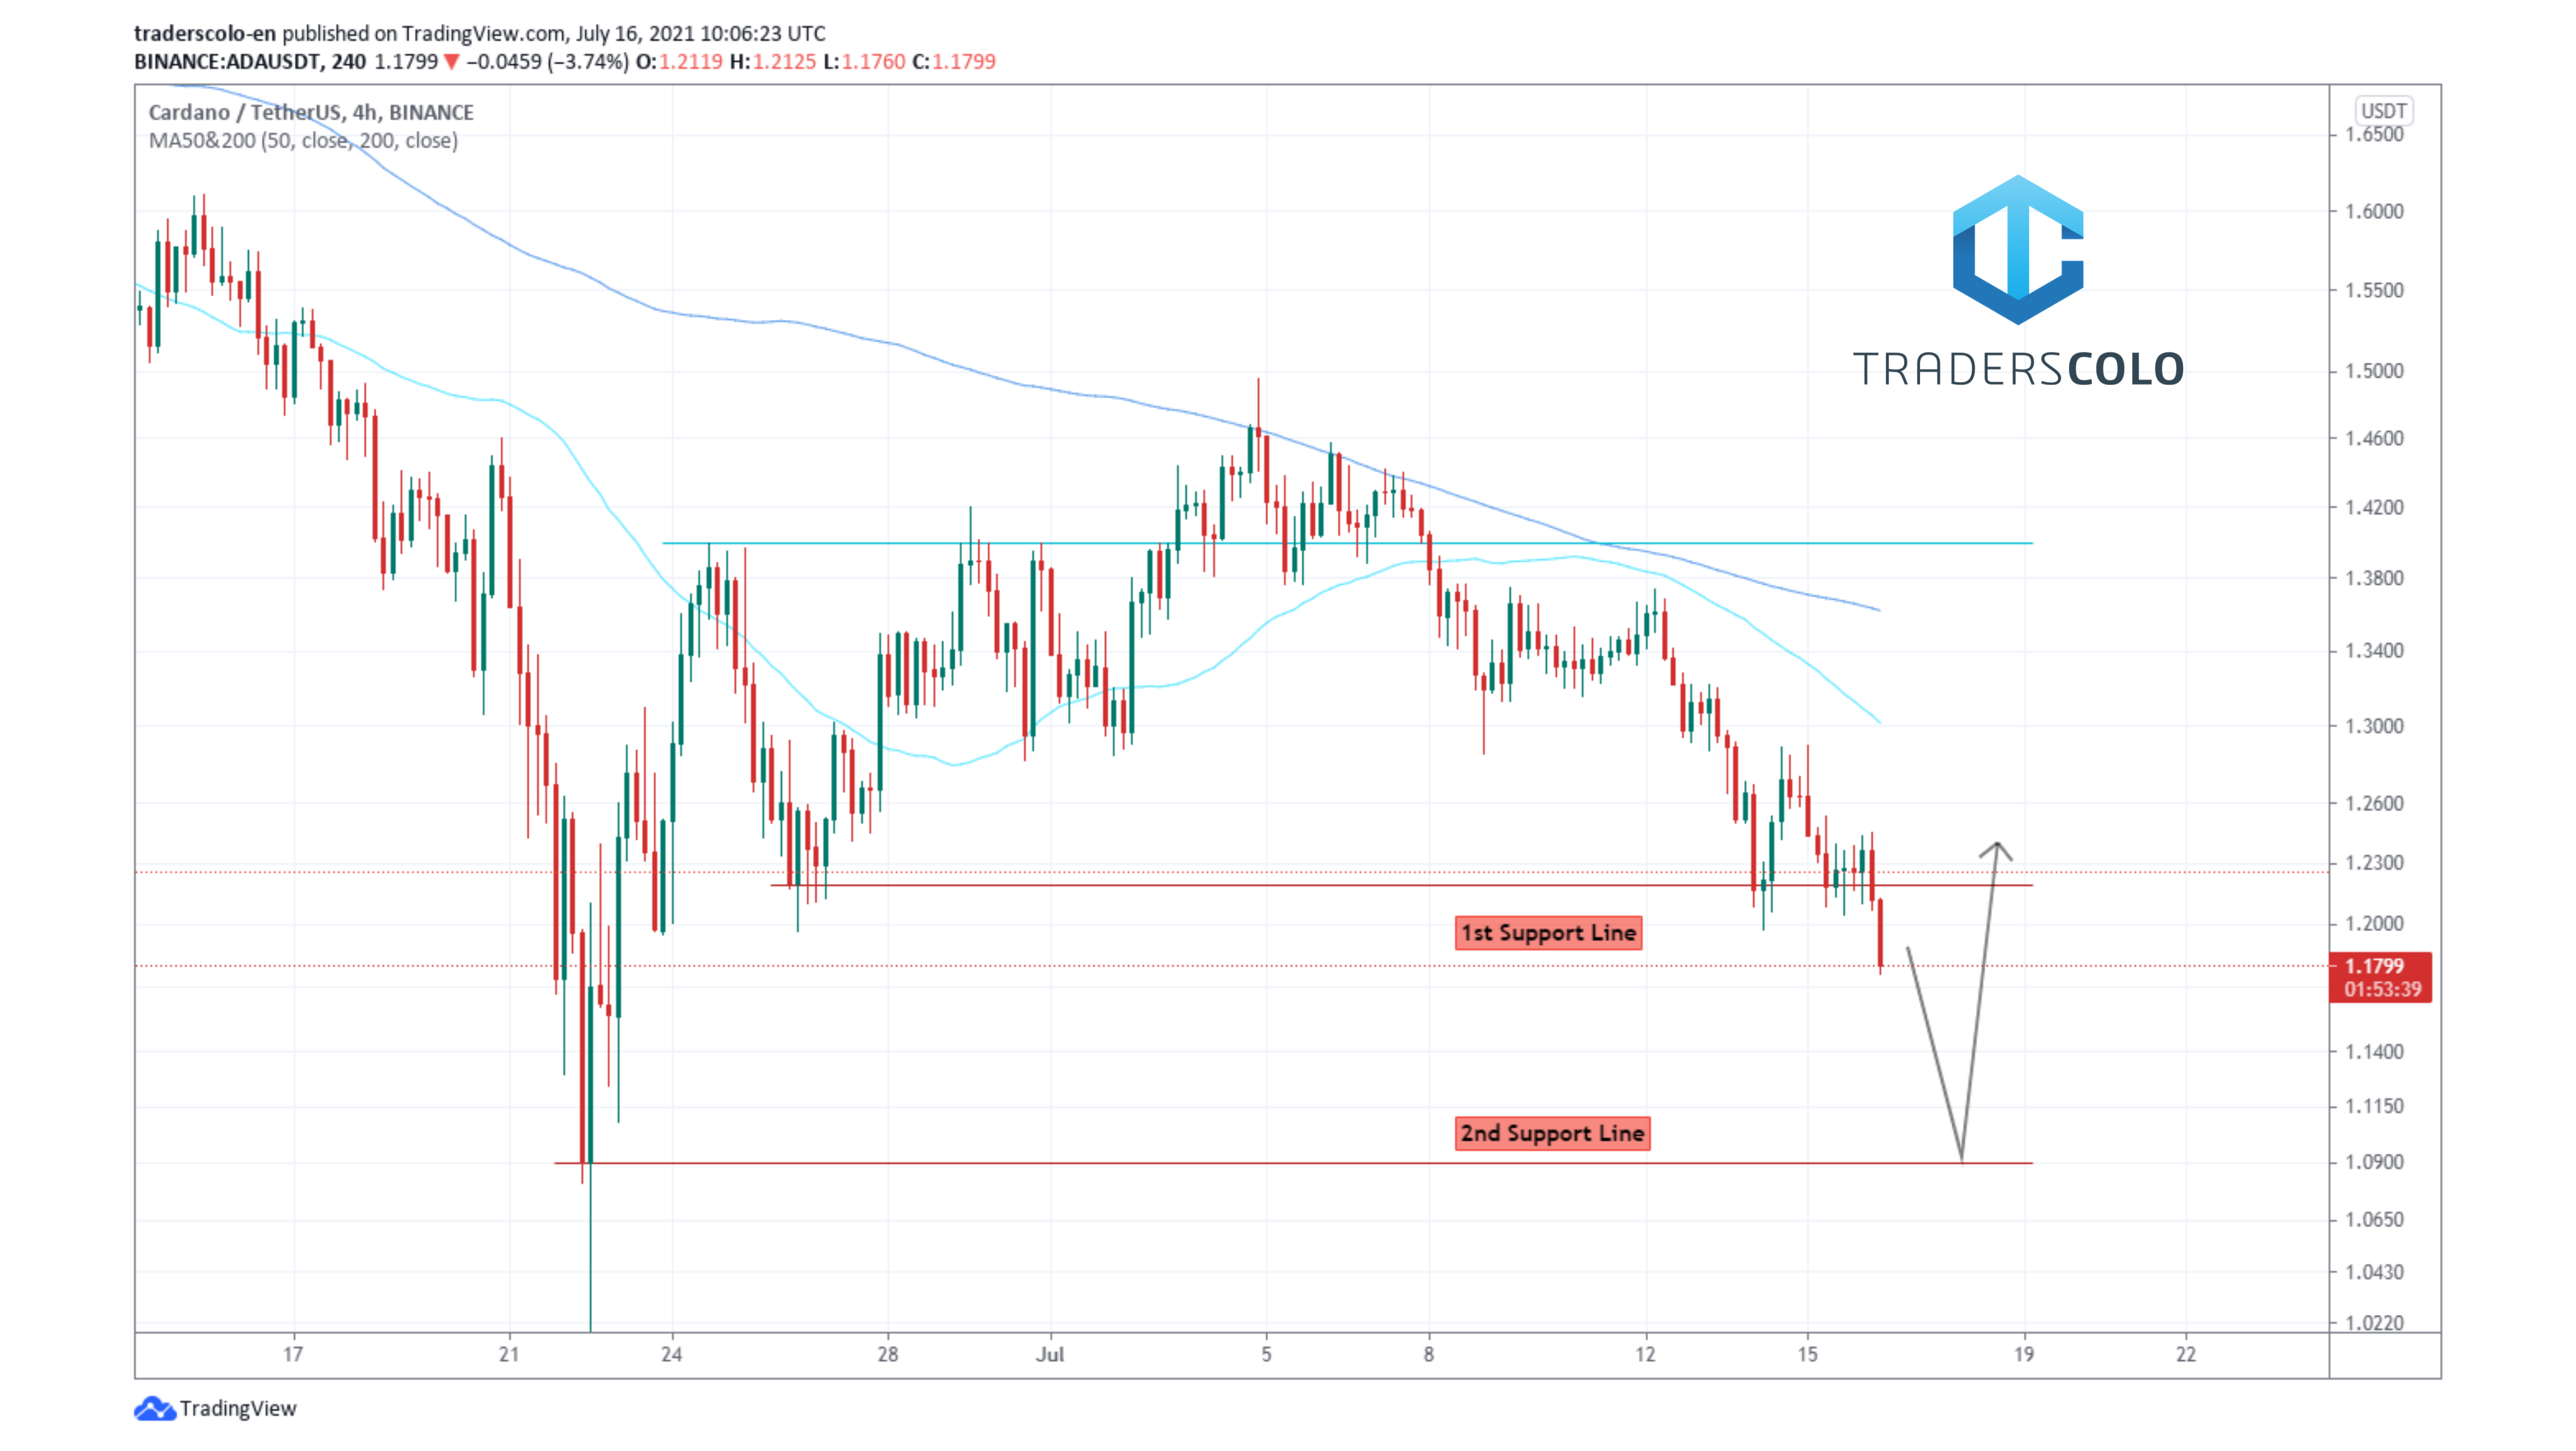 traderscolo-en published on TradingView.com, July 16, 2021 10:06:23 UTC
BINANCE:ADAUSDT, 240 1.1799 ▼ −0.0459 (−3.74%) O:1.2119 H:1.2125 L:1.1760 C:1.1799
Cardano / TetherUS, 4h, BINANCE
MA50&200 (50, close, 200, close)
USDT
1.6500
1.6000
1.5500
TRADERSCOLO
1.5000
1.4600
1.4200
1.3800
1.3400
1.3000
1.2600
1.2300
1st Support Line
1.2000
1.1799
01:53:39
1.1400
1.1150
2nd Support Line
1.0900
1.0650
1.0430
1.0220
17 21 24 28 Jul 5 8 12 15 19 22
TradingView